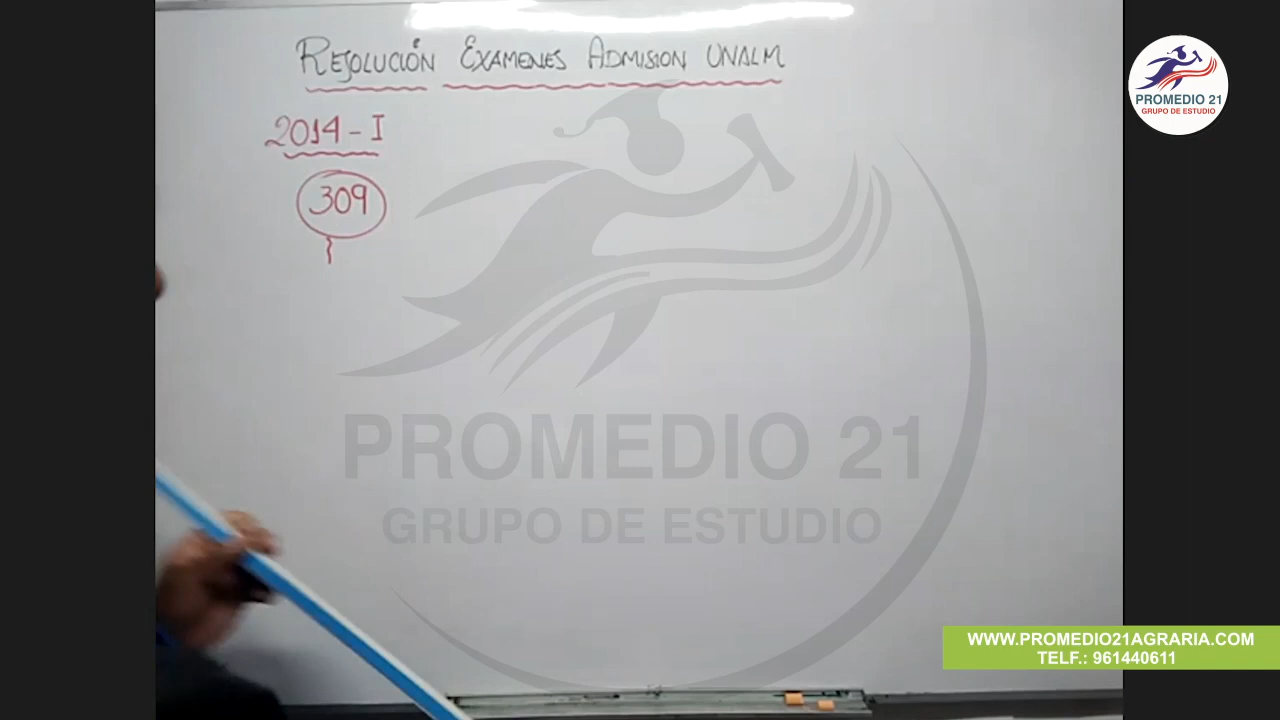 RESOLUCIÓN EXAMENES ADMISION UNALM
2014 - I
309
PROMEDIO 21
GRUPO DE ESTUDIO
PROMEDIO 21
GRUPO DE ESTUDIO
WWW.PROMEDIO21AGRARIA.COM
TELF.: 961440611